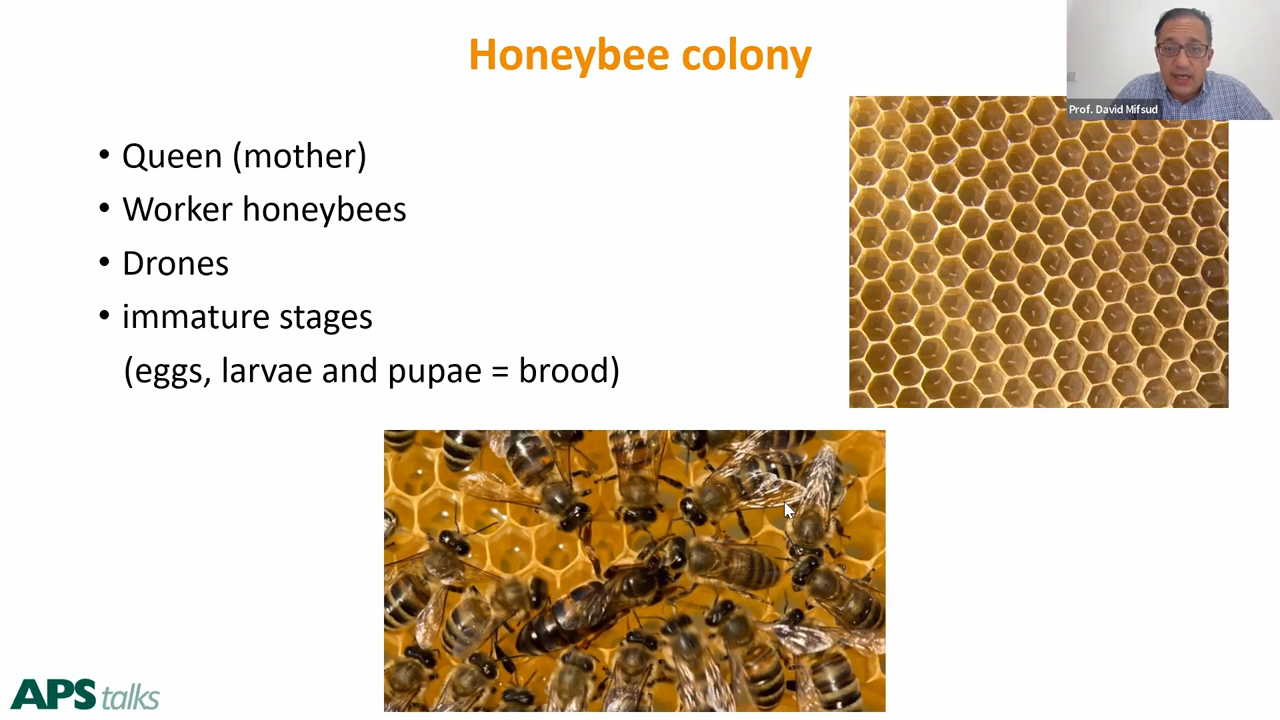 Honeybee colony
Prof. David Mifsud
• Queen (mother)
• Worker honeybees
• Drones
• immature stages
(eggs, larvae and pupae = brood)
APS talks